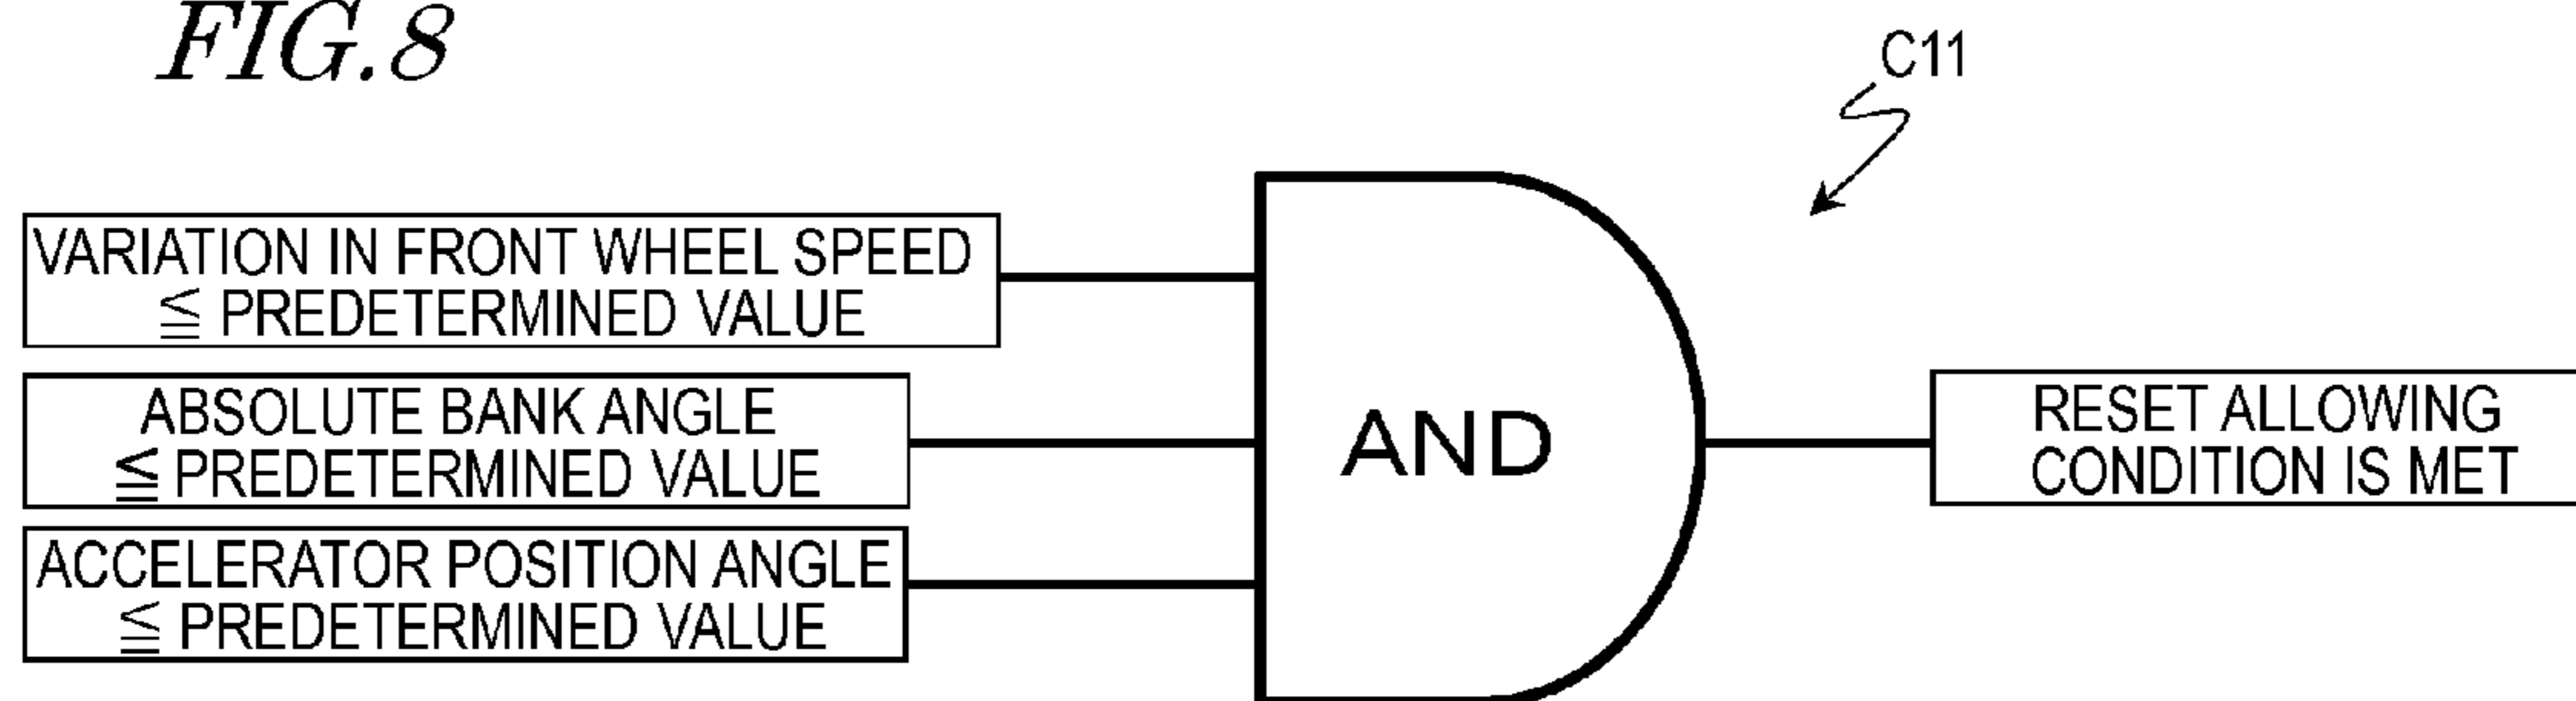 FIG.8
C11
VARIATION IN FRONT WHEEL SPEED
≦ PREDETERMINED VALUE
ABSOLUTE BANK ANGLE
≦ PREDETERMINED VALUE
ACCELERATOR POSITION ANGLE
≦ PREDETERMINED VALUE
AND
RESET ALLOWING
CONDITION IS MET